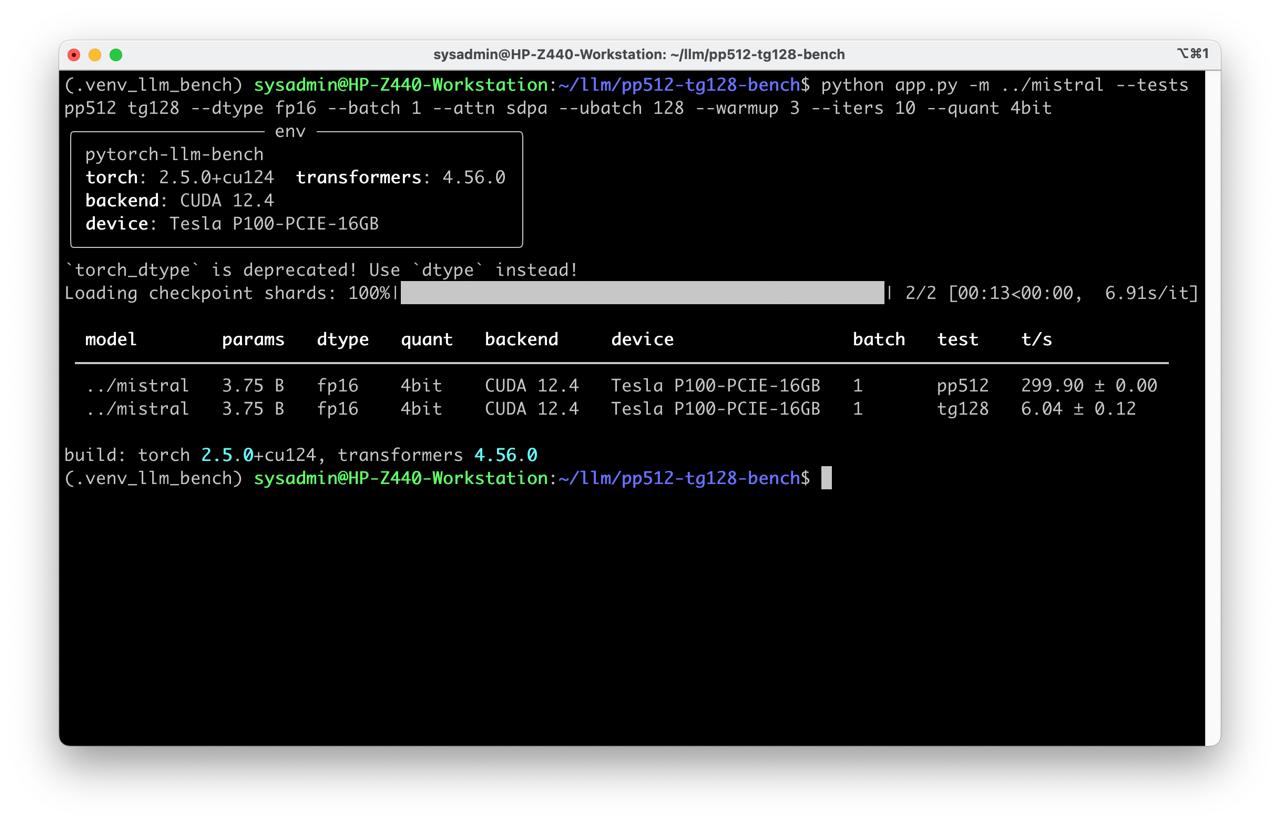 sysadmin@HP-Z440-Workstation: ~/llm/pp512-tg128-bench ⌥⌘1
(.venv_llm_bench) sysadmin@HP-Z440-Workstation:~/llm/pp512-tg128-bench$ python app.py -m ../mistral --tests
pp512 tg128 --dtype fp16 --batch 1 --attn sdpa --ubatch 128 --warmup 3 --iters 10 --quant 4bit
env
pytorch-llm-bench
torch: 2.5.0+cu124  transformers: 4.56.0
backend: CUDA 12.4
device: Tesla P100-PCIE-16GB
`torch_dtype` is deprecated! Use `dtype` instead!
Loading checkpoint shards: 100%| | 2/2 [00:13<00:00,  6.91s/it]
model params dtype quant backend device batch test t/s
../mistral 3.75 B fp16 4bit CUDA 12.4 Tesla P100-PCIE-16GB 1 pp512 299.90 ± 0.00
../mistral 3.75 B fp16 4bit CUDA 12.4 Tesla P100-PCIE-16GB 1 tg128 6.04 ± 0.12
build: torch 2.5.0+cu124, transformers 4.56.0
(.venv_llm_bench) sysadmin@HP-Z440-Workstation:~/llm/pp512-tg128-bench$